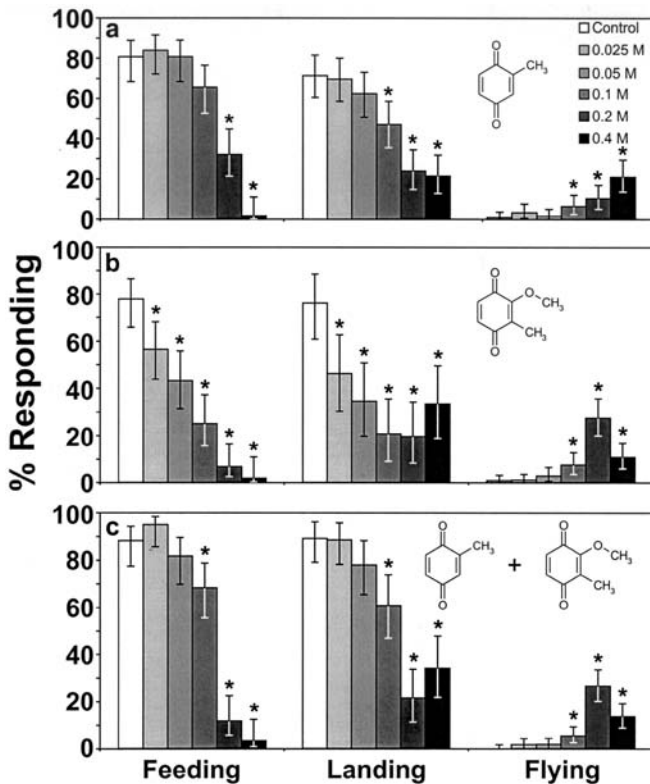 % Responding
a
100
80
60
40
20
0
* *
* * *
* * *
O
CH₃
O
Control
0.025 M
0.05 M
0.1 M
0.2 M
0.4 M
b
80
60
40
20
0
* * * * *
* * * * *
* * *
O
O
CH₃
CH₃
O
c
100
80
60
40
20
0
* * *
* * *
* * *
O
CH₃
O
+
O
O
CH₃
CH₃
O
Feeding Landing Flying